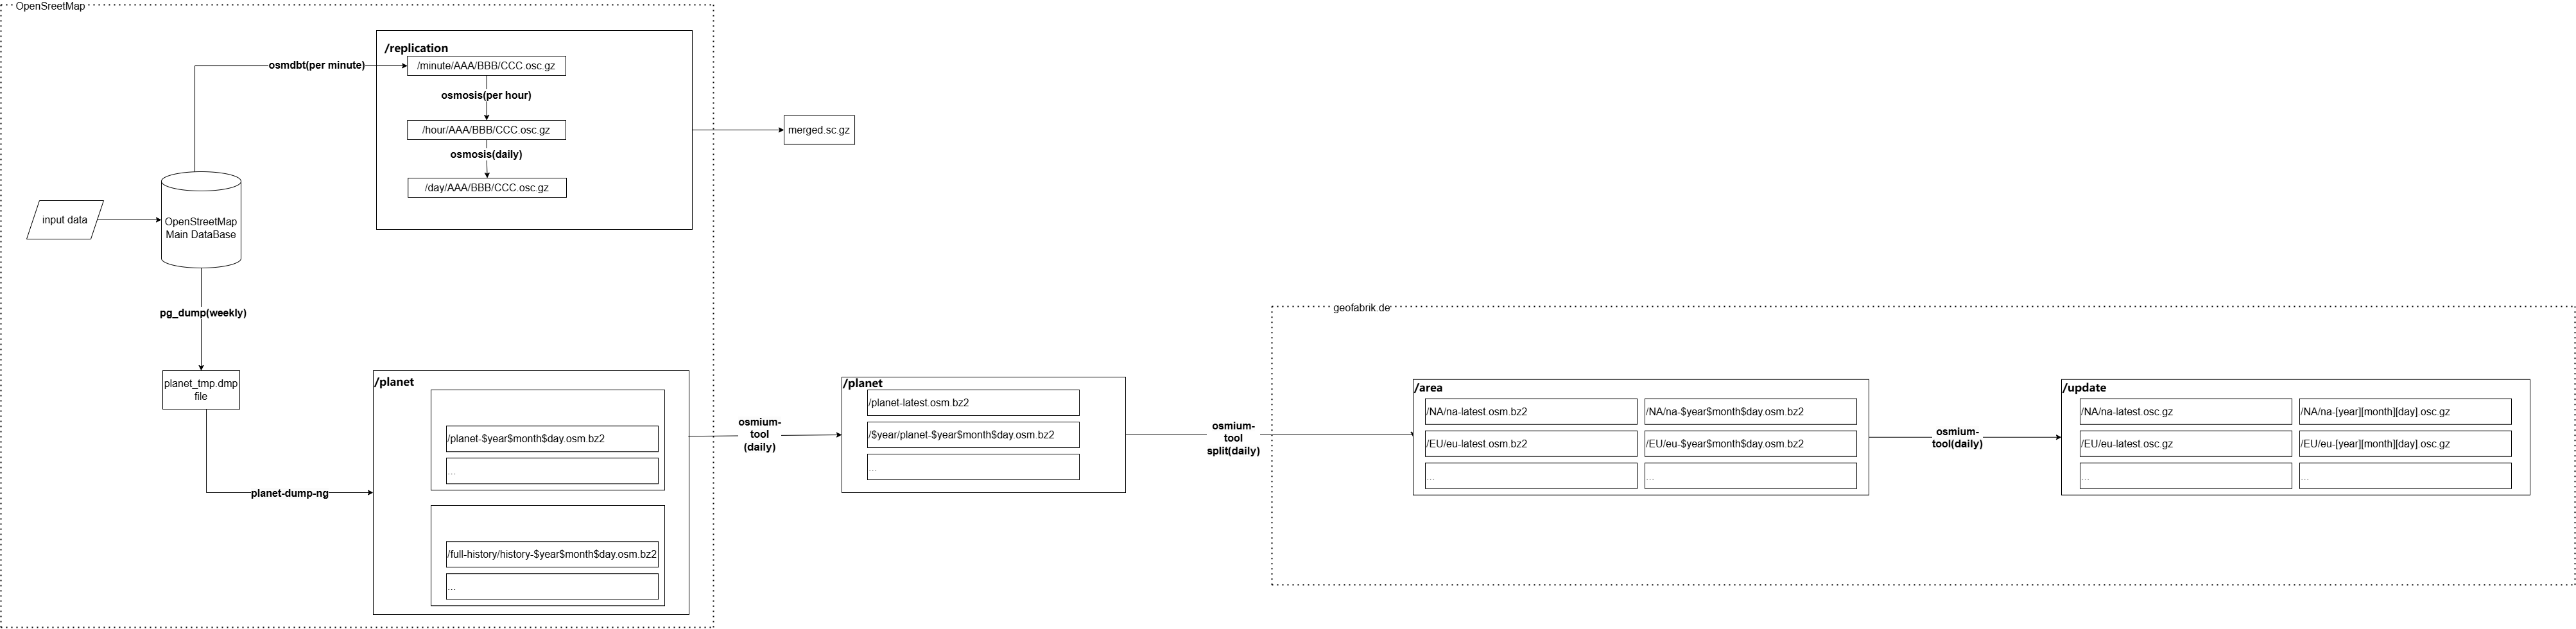 OpenSreetMap
/replication
osmdbt(per minute)
/minute/AAA/BBB/CCC.osc.gz
osmosis(per hour)
/hour/AAA/BBB/CCC.osc.gz
merged.sc.gz
osmosis(daily)
/day/AAA/BBB/CCC.osc.gz
input data
OpenStreetMap
Main DataBase
pg_dump(weekly)
planet_tmp.dmp
file
planet-dump-ng
/planet
/planet-$year$month$day.osm.bz2
...
/full-history/history-$year$month$day.osm.bz2
...
osmium-
tool
(daily)
/planet
/planet-latest.osm.bz2
/$year/planet-$year$month$day.osm.bz2
...
osmium-
tool
split(daily)
geofabrik.de
/area
/NA/na-latest.osm.bz2
/NA/na-$year$month$day.osm.bz2
/EU/eu-latest.osm.bz2
/EU/eu-$year$month$day.osm.bz2
...
...
osmium-
tool(daily)
/update
/NA/na-latest.osc.gz
/NA/na-[year][month][day].osc.gz
/EU/eu-latest.osc.gz
/EU/eu-[year][month][day].osc.gz
...
...